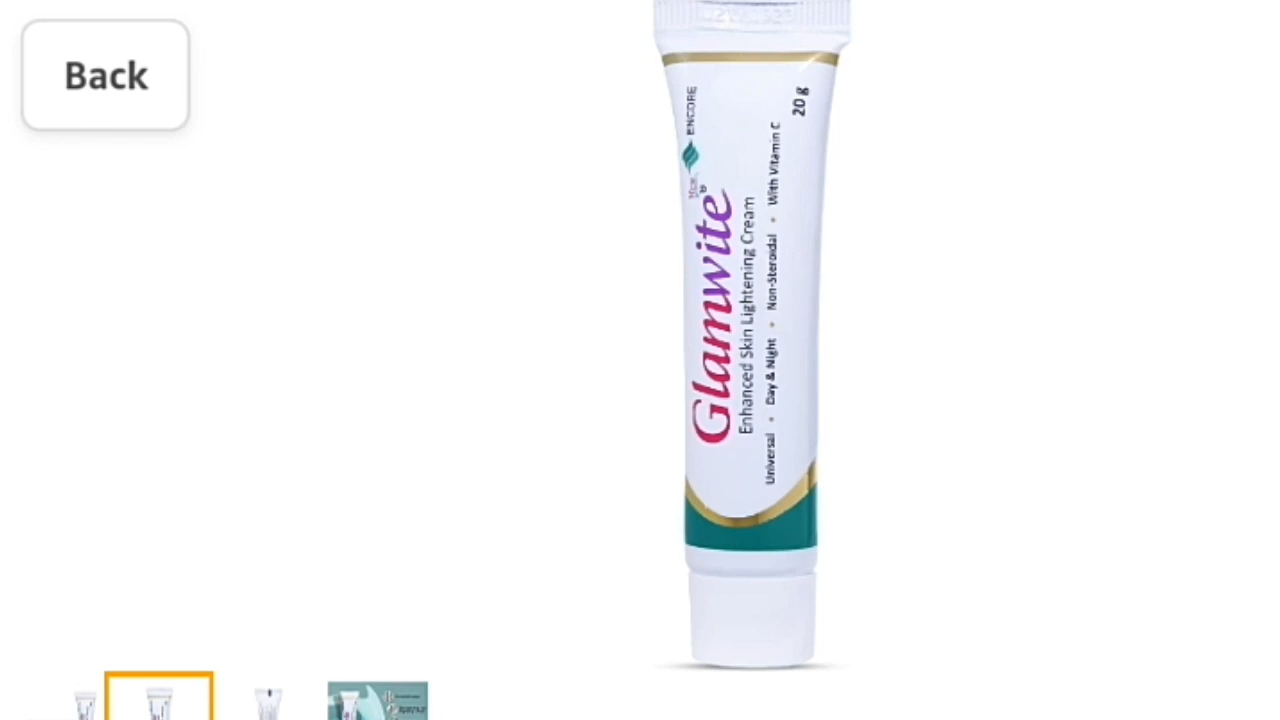 Back
ENCORE
Glamwite
Enhanced Skin Lightening Cream
Universal • Day & Night • Non-Steroidal • With Vitamin C
20 g